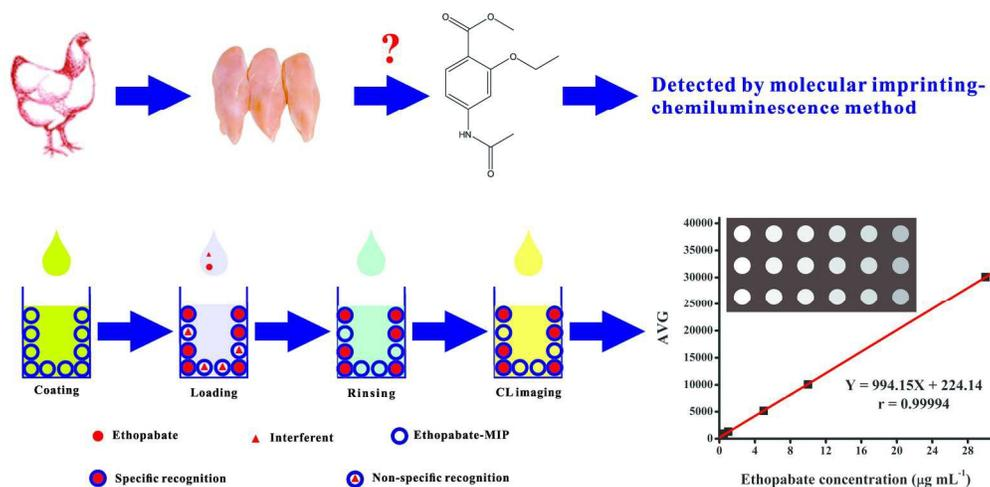 ?
O
O
O
HN
O
Detected by molecular imprinting-
chemiluminescence method
Coating
Loading
Rinsing
CL imaging
Ethopabate
Interferent
Ethopabate-MIP
Specific recognition
Non-specific recognition
AVG
40000
35000
30000
25000
20000
15000
10000
5000
0
Y = 994.15X + 224.14
r = 0.99994
0 4 8 12 16 20 24 28
Ethopabate concentration (μg mL⁻¹)